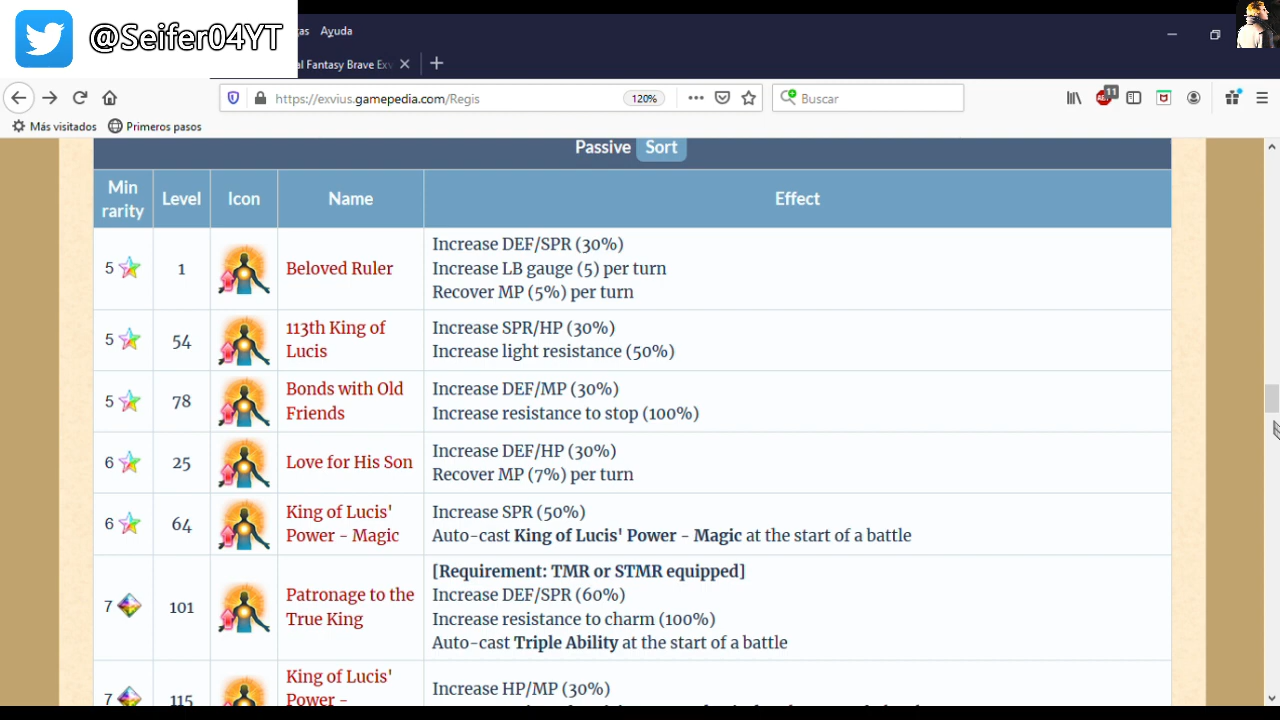 @Seifer04YT
Ayuda
al Fantasy Brave Exv
https://exvius.gamepedia.com/Regis
120%
Buscar
11
Más visitados
Primeros pasos
Passive Sort
Min rarity
Level
Icon
Name
Effect
5
1
Beloved Ruler
Increase DEF/SPR (30%)
Increase LB gauge (5) per turn
Recover MP (5%) per turn
5
54
113th King of
Lucis
Increase SPR/HP (30%)
Increase light resistance (50%)
5
78
Bonds with Old
Friends
Increase DEF/MP (30%)
Increase resistance to stop (100%)
6
25
Love for His Son
Increase DEF/HP (30%)
Recover MP (7%) per turn
6
64
King of Lucis'
Power - Magic
Increase SPR (50%)
Auto-cast King of Lucis' Power - Magic at the start of a battle
7
101
Patronage to the
True King
[Requirement: TMR or STMR equipped]
Increase DEF/SPR (60%)
Increase resistance to charm (100%)
Auto-cast Triple Ability at the start of a battle
7
115
King of Lucis'
Power -
Increase HP/MP (30%)